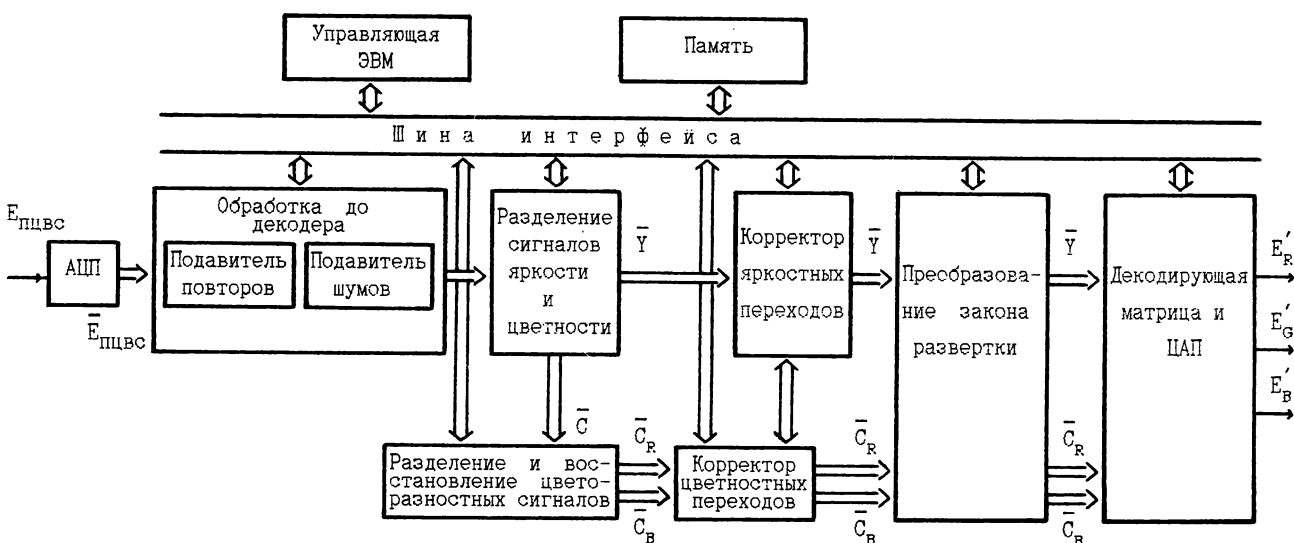 Управляющая
ЭВМ
Память
Шина интерфейса
E_ПЦВС
АЦП
E̅_ПЦВС
Обработка до
декодера
Подавитель
повторов
Подавитель
шумов
Разделение
сигналов
яркости
и
цветности
Y̅
Корректор
яркостных
переходов
Y̅
Преобразова-
ние закона
развертки
Y̅
Декодирующая
матрица и
ЦАП
E'_R
E'_G
E'_B
C̅
Разделение и вос-
становление цвето-
разностных сигналов
C̅_R
C̅_B
Корректор
цветностных
переходов
C̅_R
C̅_B
C̅_R
C̅_B